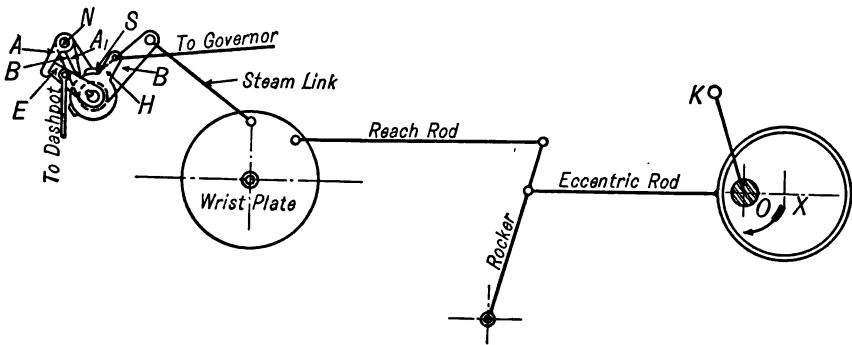 N
A
A1
S
To Governor
B
B
Steam Link
E
H
To Dashpot
K
Reach Rod
Eccentric Rod
Wrist Plate
O
X
Rocker